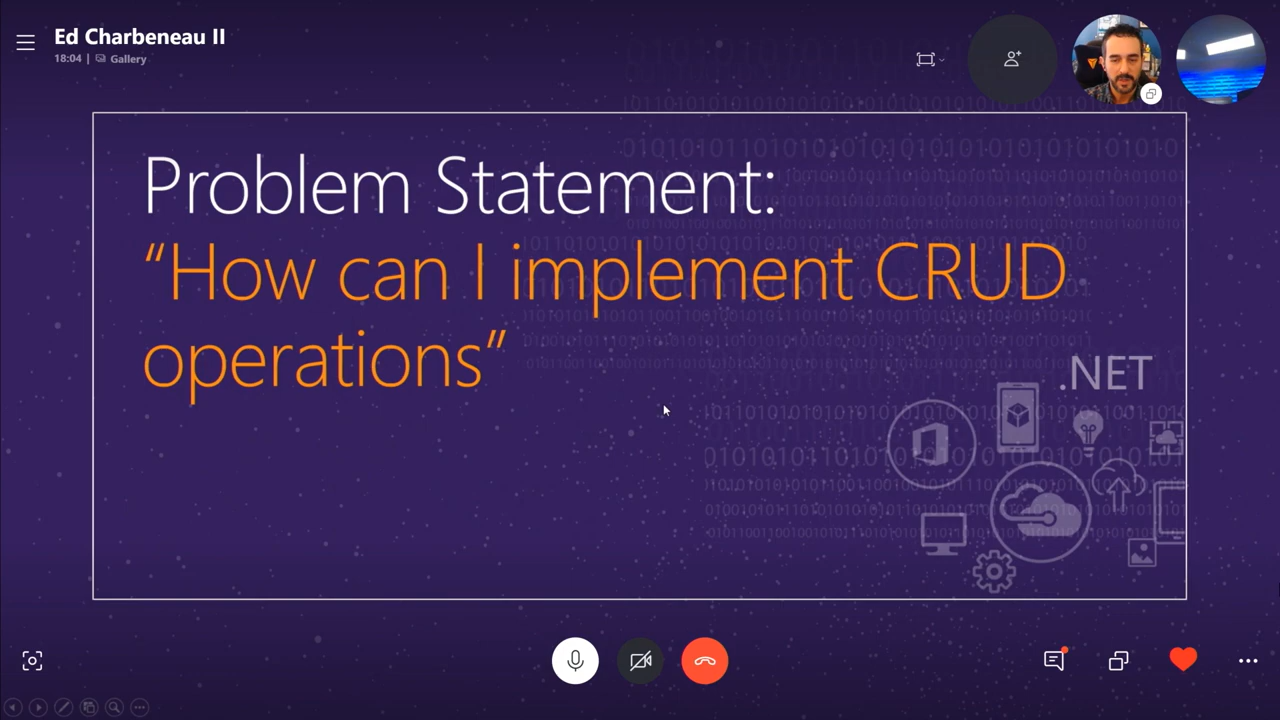 Ed Charbeneau II
18:04 | Gallery
Problem Statement:
“How can I implement CRUD
operations”
.NET